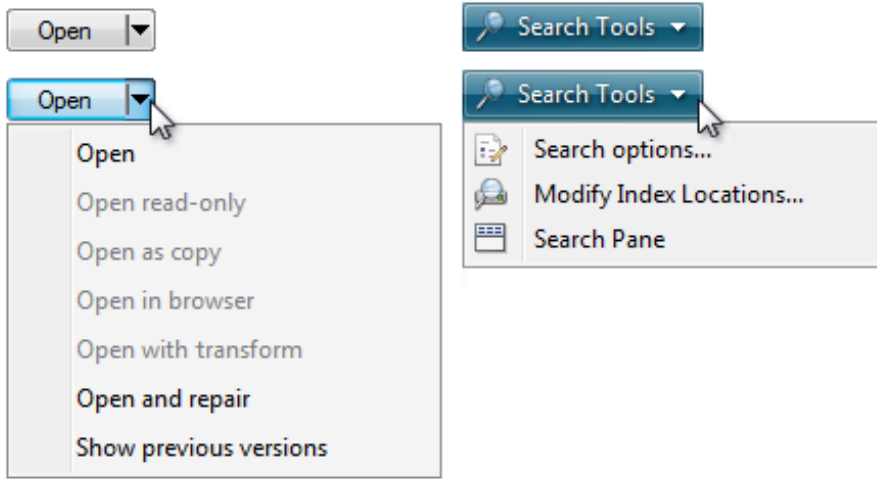 Open
Open
Open
Open read-only
Open as copy
Open in browser
Open with transform
Open and repair
Show previous versions
Search Tools
Search Tools
Search options...
Modify Index Locations...
Search Pane